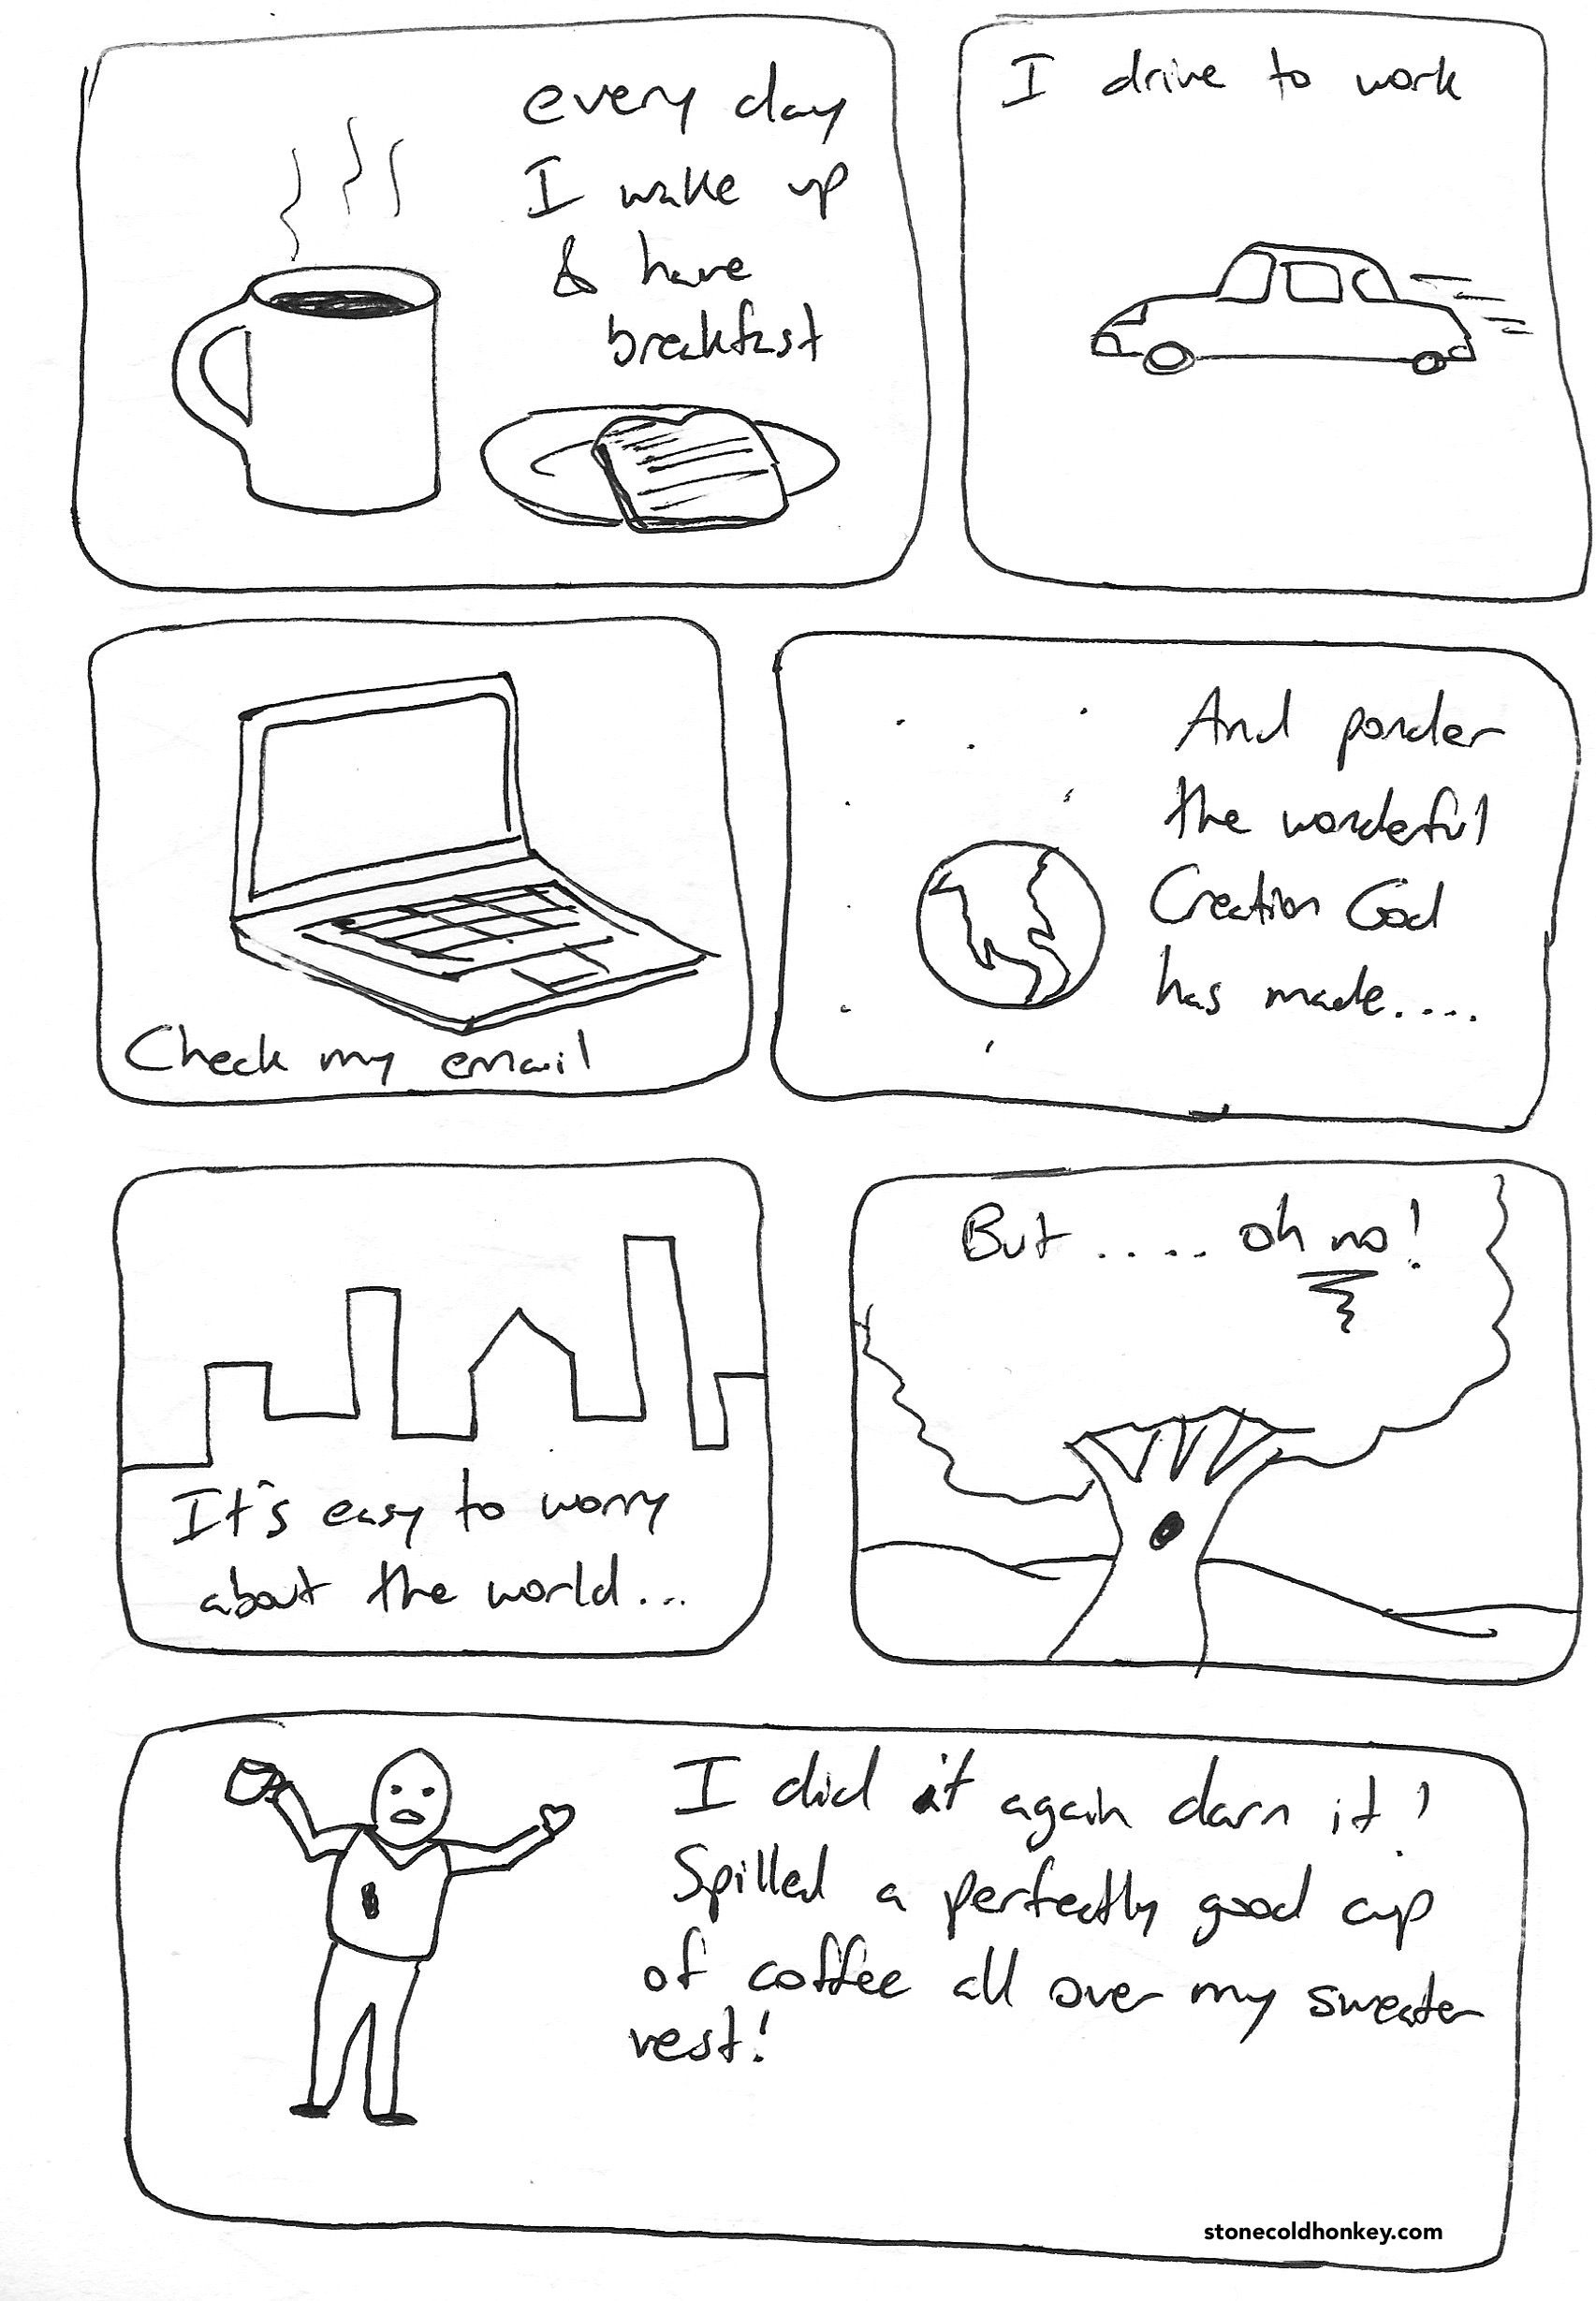 every day
I wake up
& have
breakfast
I drive to work
Check my email
And ponder
the wonderful
Creation God
has made....
It's easy to worry
about the world...
But ..... oh no!
I did it again darn it!
Spilled a perfectly good cup
of coffee all over my sweater
vest!
stonecoldhonkey.com